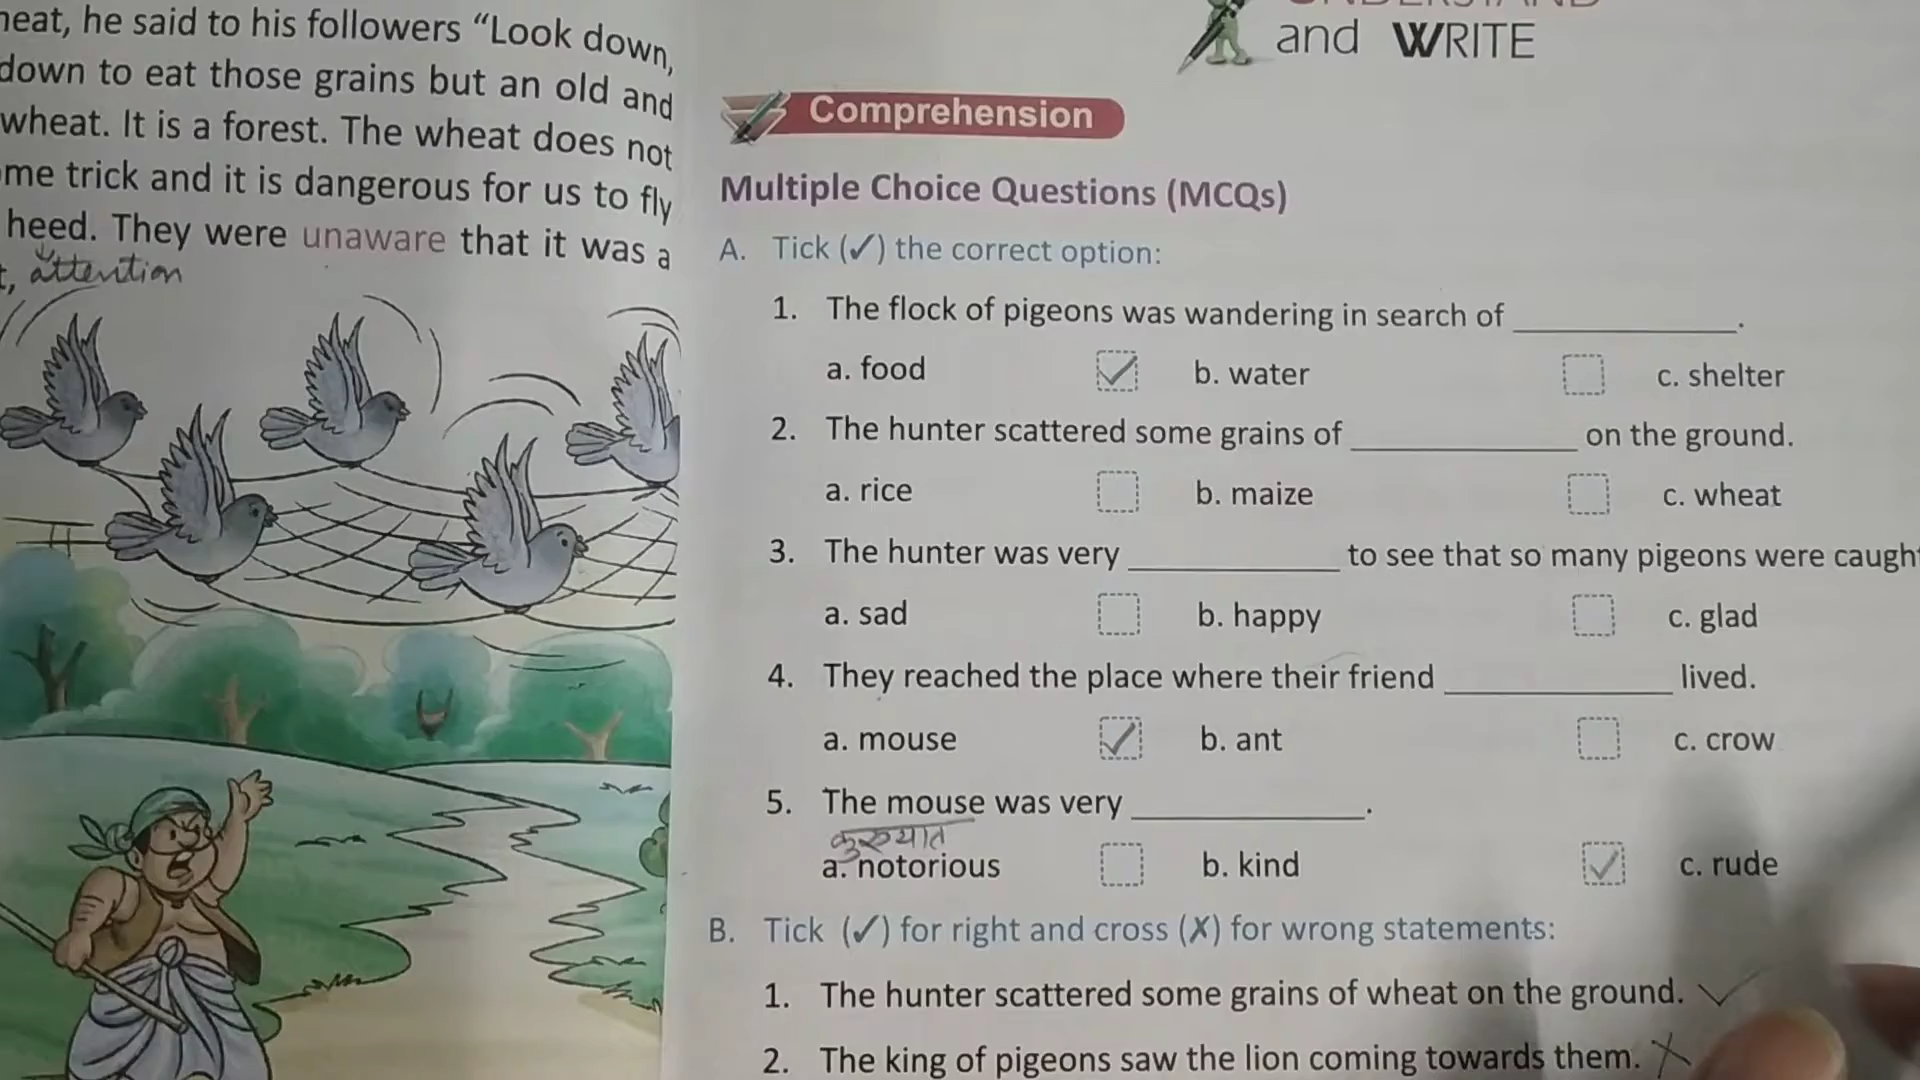 heat, he said to his followers “Look down,
down to eat those grains but an old and
wheat. It is a forest. The wheat does not
me trick and it is dangerous for us to fly
heed. They were unaware that it was a
attention
UNDERSTAND
and WRITE
Comprehension
Multiple Choice Questions (MCQs)
A. Tick (✓) the correct option:
1. The flock of pigeons was wandering in search of ____________.
a. food ✓ b. water c. shelter
2. The hunter scattered some grains of ____________ on the ground.
a. rice b. maize c. wheat
3. The hunter was very ____________ to see that so many pigeons were caught
a. sad b. happy c. glad
4. They reached the place where their friend ____________ lived.
a. mouse ✓ b. ant c. crow
5. The mouse was very ____________.
कुख्यात
a. notorious b. kind ✓ c. rude
B. Tick (✓) for right and cross (✗) for wrong statements:
1. The hunter scattered some grains of wheat on the ground. ✓
2. The king of pigeons saw the lion coming towards them. ✗